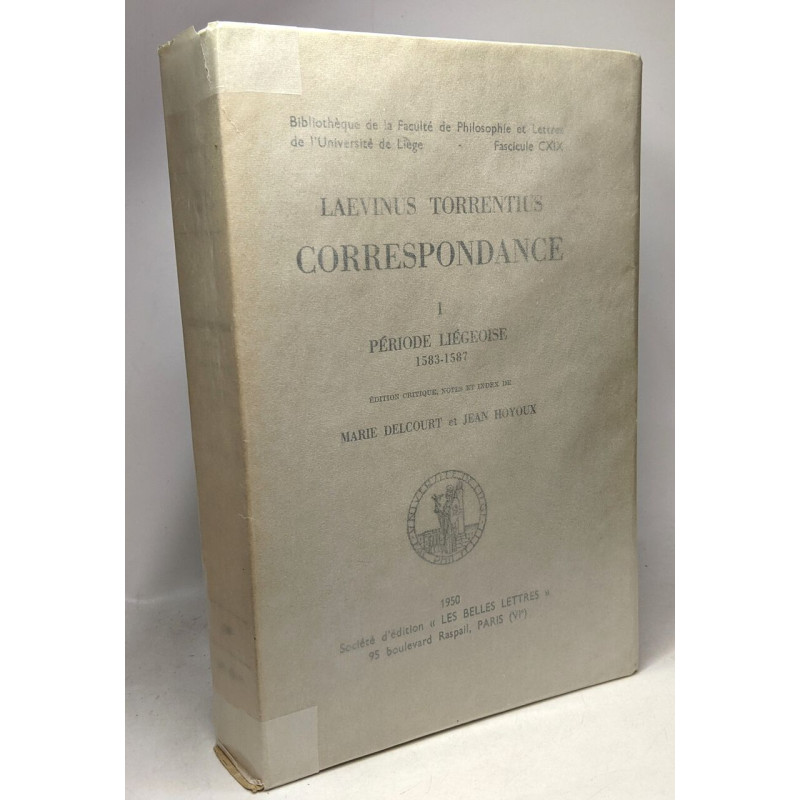 Bibliothèque de la Faculté de Philosophie et Lettres
de l'Université de Liège - Fascicule CXIX
LAEVINUS TORRENTIUS
CORRESPONDANCE
I
PÉRIODE LIÉGEOISE
1583-1587
ÉDITION CRITIQUE, NOTES ET INDEX DE
MARIE DELCOURT et JEAN HOYOUX
1950
Société d'édition « LES BELLES LETTRES »
95 boulevard Raspail, PARIS (VIe)